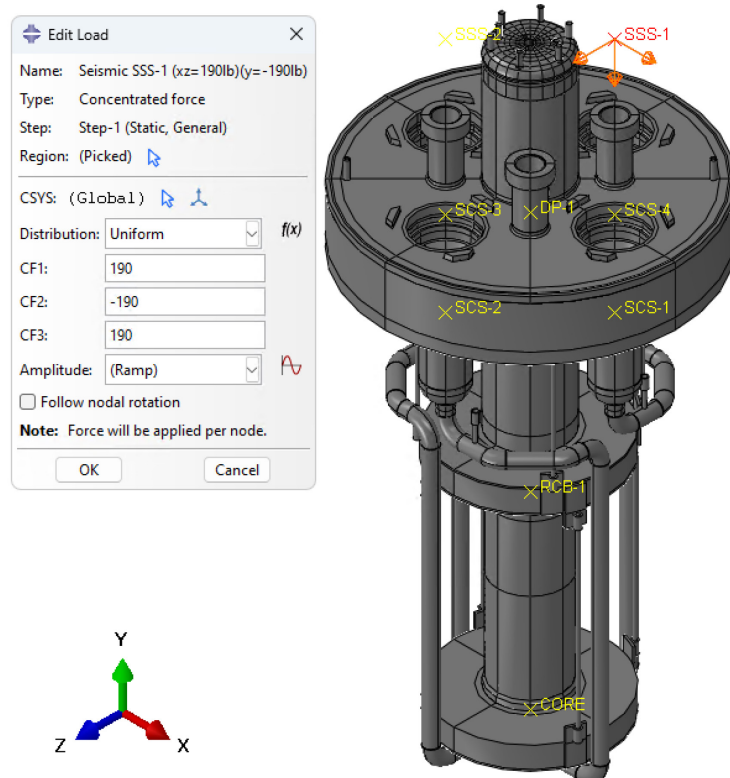 Edit Load
Name: Seismic SSS-1 (xz=190lb)(y=-190lb)
Type: Concentrated force
Step: Step-1 (Static, General)
Region: (Picked)
CSYS: (Global)
Distribution: Uniform f(x)
CF1: 190
CF2: -190
CF3: 190
Amplitude: (Ramp)
Follow nodal rotation
Note: Force will be applied per node.
OK Cancel
SSS-2 SSS-1
SCS-3 DP-1 SCS-4
SCS-2 SCS-1
RCB-1
CORE
Y
Z X